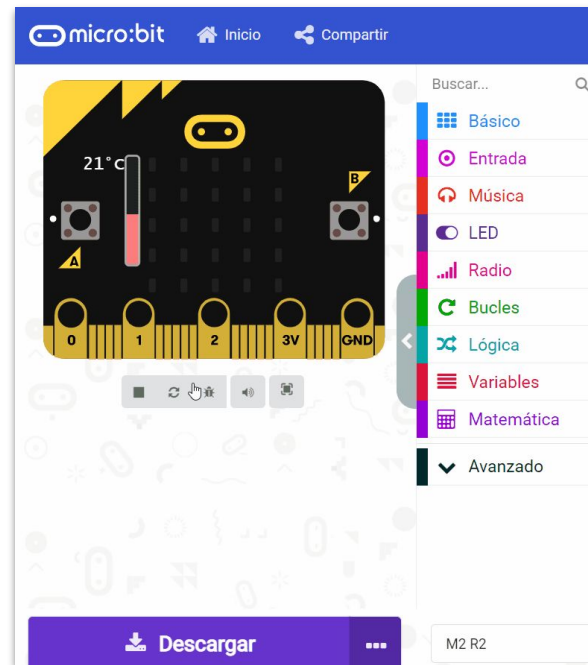 micro:bit Inicio Compartir
21°C
B
A
0 1 2 3V GND
Descargar
Buscar...
Básico
Entrada
Música
LED
Radio
Bucles
Lógica
Variables
Matemática
Avanzado
M2 R2